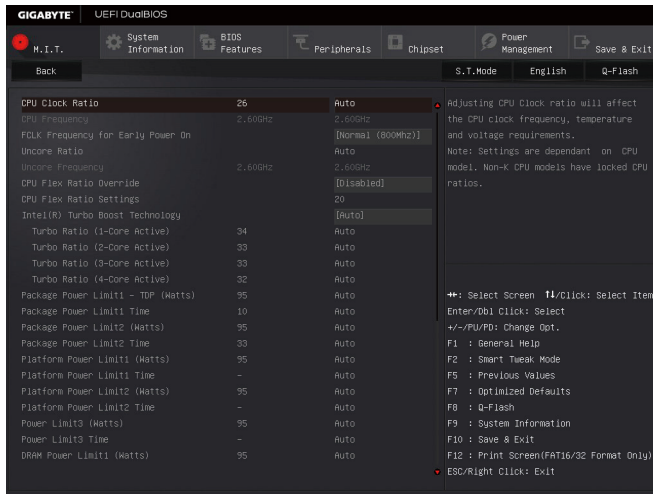 GIGABYTE™ UEFI DualBIOS
M.I.T. System Information BIOS Features Peripherals Chipset Power Management Save & Exit
Back S.T.Mode English Q-Flash
CPU Clock Ratio 26 Auto
CPU Frequency 2.60GHz 2.60GHz
FCLK Frequency for Early Power On [Normal (800Mhz)]
Uncore Ratio Auto
Uncore Frequency 2.60GHz 2.60GHz
CPU Flex Ratio Override [Disabled]
CPU Flex Ratio Settings 20
Intel(R) Turbo Boost Technology [Auto]
Turbo Ratio (1-Core Active) 34 Auto
Turbo Ratio (2-Core Active) 33 Auto
Turbo Ratio (3-Core Active) 33 Auto
Turbo Ratio (4-Core Active) 32 Auto
Package Power Limit1 - TDP (Watts) 95 Auto
Package Power Limit1 Time 10 Auto
Package Power Limit2 (Watts) 95 Auto
Package Power Limit2 Time 33 Auto
Platform Power Limit1 (Watts) 95 Auto
Platform Power Limit1 Time - Auto
Platform Power Limit2 (Watts) 95 Auto
Platform Power Limit2 Time - Auto
Power Limit3 (Watts) 95 Auto
Power Limit3 Time - Auto
DRAM Power Limit1 (Watts) 95 Auto
Adjusting CPU Clock ratio will affect
the CPU clock frequency, temperature
and voltage requirements.
Note: Settings are dependant on CPU
model. Non-K CPU models have locked CPU
ratios.
→←: Select Screen ↑↓/Click: Select Item
Enter/Dbl Click: Select
+/-/PU/PD: Change Opt.
F1 : General Help
F2 : Smart Tweak Mode
F5 : Previous Values
F7 : Optimized Defaults
F8 : Q-Flash
F9 : System Information
F10 : Save & Exit
F12 : Print Screen(FAT16/32 Format Only)
ESC/Right Click: Exit